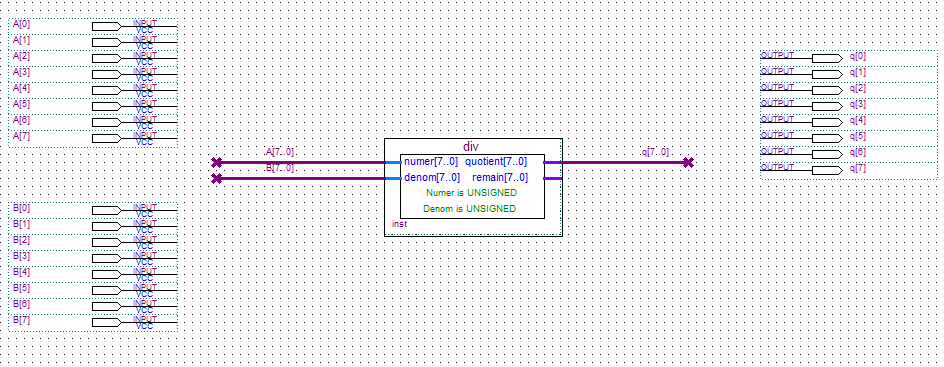 A[0] INPUT VCC
A[1] INPUT VCC
A[2] INPUT VCC
A[3] INPUT VCC
A[4] INPUT VCC
A[5] INPUT VCC
A[6] INPUT VCC
A[7] INPUT VCC
OUTPUT q[0]
OUTPUT q[1]
OUTPUT q[2]
OUTPUT q[3]
OUTPUT q[4]
OUTPUT q[5]
OUTPUT q[6]
OUTPUT q[7]
div
A[7..0] numer[7..0] quotient[7..0] q[7..0]
B[7..0] denom[7..0] remain[7..0]
Numer is UNSIGNED
Denom is UNSIGNED
inst
B[0] INPUT VCC
B[1] INPUT VCC
B[2] INPUT VCC
B[3] INPUT VCC
B[4] INPUT VCC
B[5] INPUT VCC
B[6] INPUT VCC
B[7] INPUT VCC